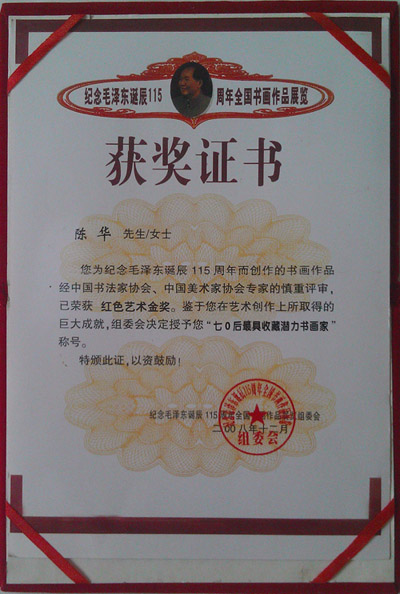 纪念毛泽东诞辰115 周年全国书画作品展览
获奖证书
陈华 先生/女士
您为纪念毛泽东诞辰115周年而创作的书画作品
经中国书法家协会、中国美术家协会专家的慎重评审,
已荣获 红色艺术金奖。鉴于您在艺术创作上所取得的
巨大成就,组委会决定授予您“七0后最具收藏潜力书画家”
称号。
特颁此证,以资鼓励!
纪念毛泽东诞辰115周年全国书画作品展览组委会
组委会
二00八年十二月